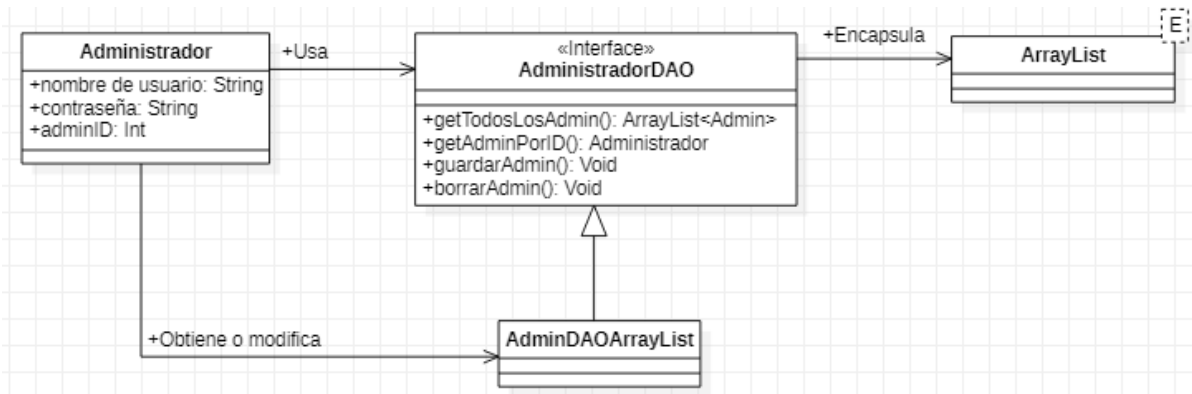 Administrador
+nombre de usuario: String
+contraseña: String
+adminID: Int
+Usa
«Interface»
AdministradorDAO
+getTodosLosAdmin(): ArrayList<Admin>
+getAdminPorID(): Administrador
+guardarAdmin(): Void
+borrarAdmin(): Void
+Encapsula
ArrayList
E
+Obtiene o modifica
AdminDAOArrayList